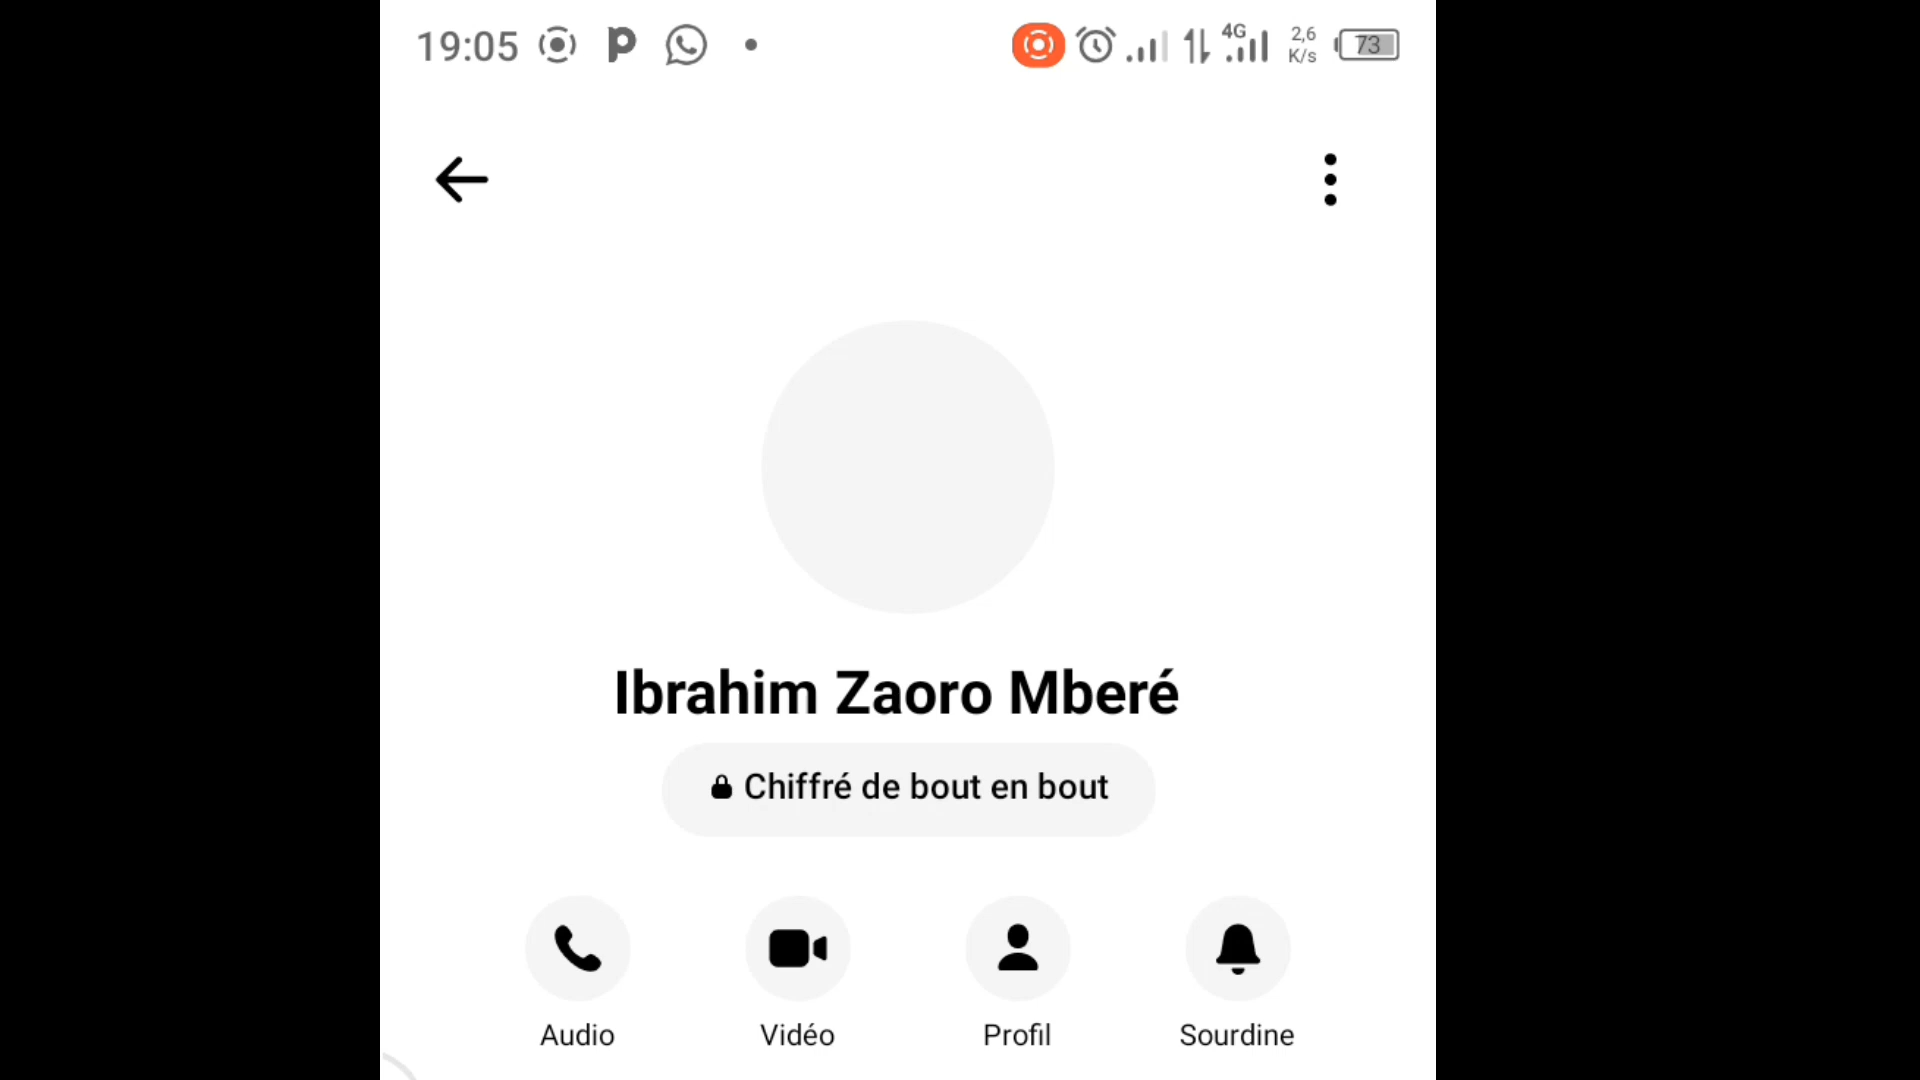 19:05
4G
2,6
K/s
73
Ibrahim Zaoro Mberé
Chiffré de bout en bout
Audio
Vidéo
Profil
Sourdine